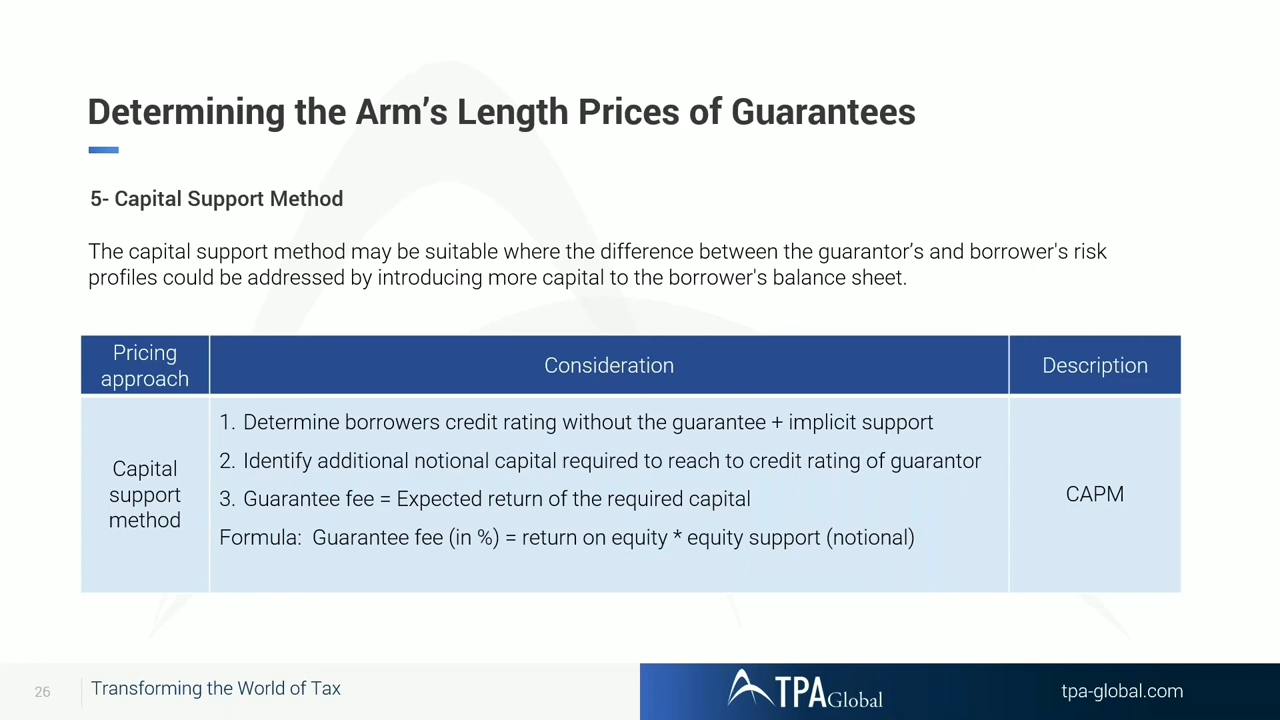 Determining the Arm’s Length Prices of Guarantees
5- Capital Support Method
The capital support method may be suitable where the difference between the guarantor’s and borrower's risk
profiles could be addressed by introducing more capital to the borrower's balance sheet.
Pricing
approach
Consideration
Description
Capital
support
method
1. Determine borrowers credit rating without the guarantee + implicit support
2. Identify additional notional capital required to reach to credit rating of guarantor
3. Guarantee fee = Expected return of the required capital
Formula: Guarantee fee (in %) = return on equity * equity support (notional)
CAPM
26
Transforming the World of Tax
TPA Global
tpa-global.com